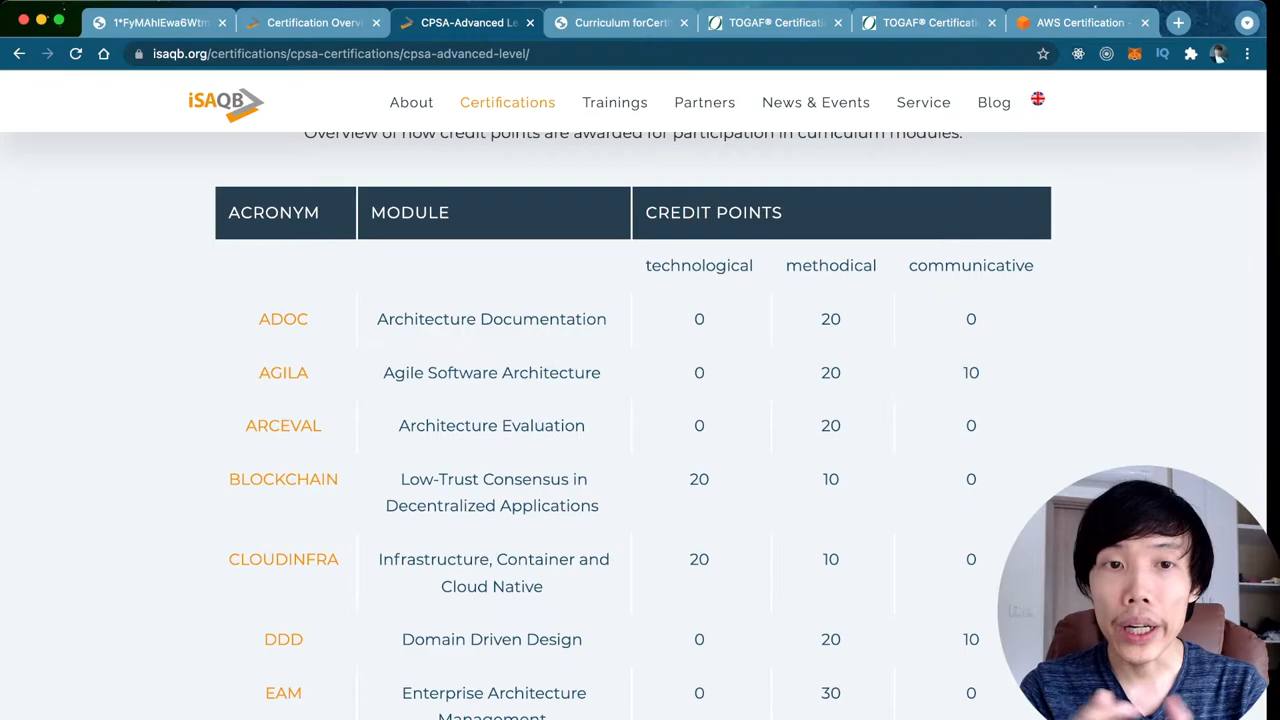 1*FyMAhlEwa6Wtm
Certification Overv
CPSA-Advanced Le
Curriculum forCerti
TOGAF® Certificati
TOGAF® Certificati
AWS Certification -
isaqb.org/certifications/cpsa-certifications/cpsa-advanced-level/
IQ
iSAQB
About
Certifications
Trainings
Partners
News & Events
Service
Blog
Overview of how credit points are awarded for participation in curriculum modules.
ACRONYM MODULE CREDIT POINTS
technological methodical communicative
ADOC Architecture Documentation 0 20 0
AGILA Agile Software Architecture 0 20 10
ARCEVAL Architecture Evaluation 0 20 0
BLOCKCHAIN Low-Trust Consensus in 20 10 0
Decentralized Applications
CLOUDINFRA Infrastructure, Container and 20 10 0
Cloud Native
DDD Domain Driven Design 0 20 10
EAM Enterprise Architecture 0 30 0
Management